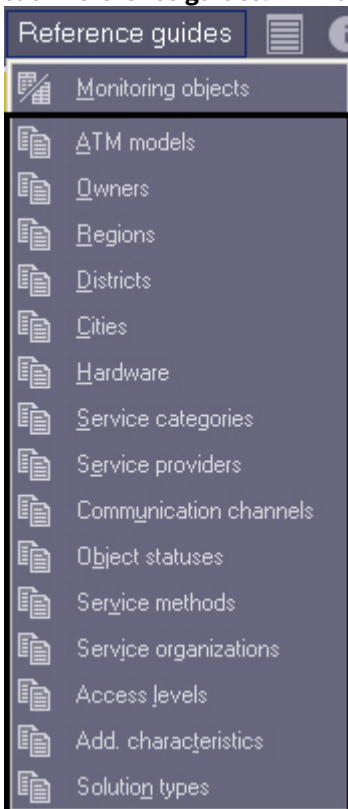 Reference guides
Monitoring objects
ATM models
Owners
Regions
Districts
Cities
Hardware
Service categories
Service providers
Communication channels
Object statuses
Service methods
Service organizations
Access levels
Add. characteristics
Solution types